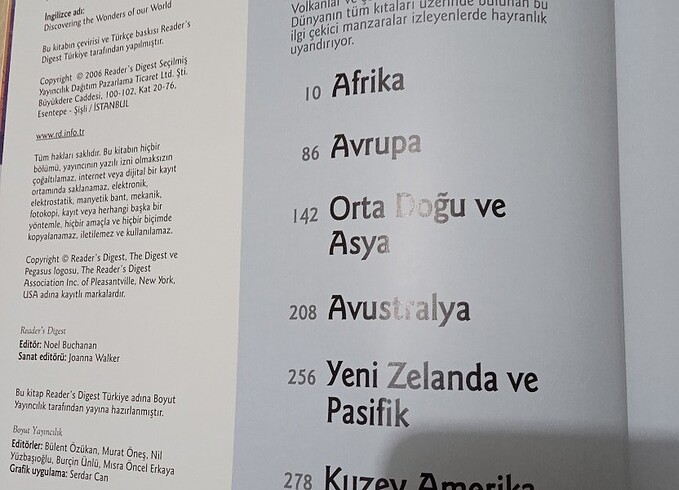 İngilizce adı:
Discovering the Wonders of our World
Bu kitabın çevirisi ve Türkçe baskısı Reader's
Digest Türkiye tarafından yapılmıştır.
Copyright © 2006 Reader's Digest Seçilmiş
Yayıncılık Dağıtım Pazarlama Ticaret Ltd. Şti.
Büyükdere Caddesi, 100-102, Kat 20-76,
Esentepe - Şişli / İSTANBUL
www.rd.info.tr
Tüm hakları saklıdır. Bu kitabın hiçbir
bölümü, yayıncının yazılı izni olmaksızın
çoğaltılamaz, internet veya dijital bir kayıt
ortamında saklanamaz, elektronik,
elektrostatik, manyetik bant, mekanik,
fotokopi, kayıt veya herhangi başka bir
yöntemle, hiçbir amaçla ve hiçbir biçimde
kopyalanamaz, iletilemez ve kullanılamaz.
Copyright © Reader's Digest, The Digest ve
Pegasus logosu, The Reader's Digest
Association Inc. of Pleasantville, New York,
USA adına kayıtlı markalardır.
Reader's Digest
Editör: Noel Buchanan
Sanat editörü: Joanna Walker
Bu kitap Reader's Digest Türkiye adına Boyut
Yayıncılık tarafından yayına hazırlanmıştır.
Boyut Yayıncılık
Editörler: Bülent Özükan, Murat Öneş, Nil
Yüzbaşıoğlu, Burçin Ünlü, Mısra Öncel Erkaya
Grafik uygulama: Serdar Can
Volkanlar ve
Dünyanın tüm kıtaları üzerinde bulunan bu
ilgi çekici manzaralar izleyenlerde hayranlık
uyandırıyor.
10 Afrika
86 Avrupa
142 Orta Doğu ve
Asya
208 Avustralya
256 Yeni Zelanda ve
Pasifik
278 Kuzey Amerika